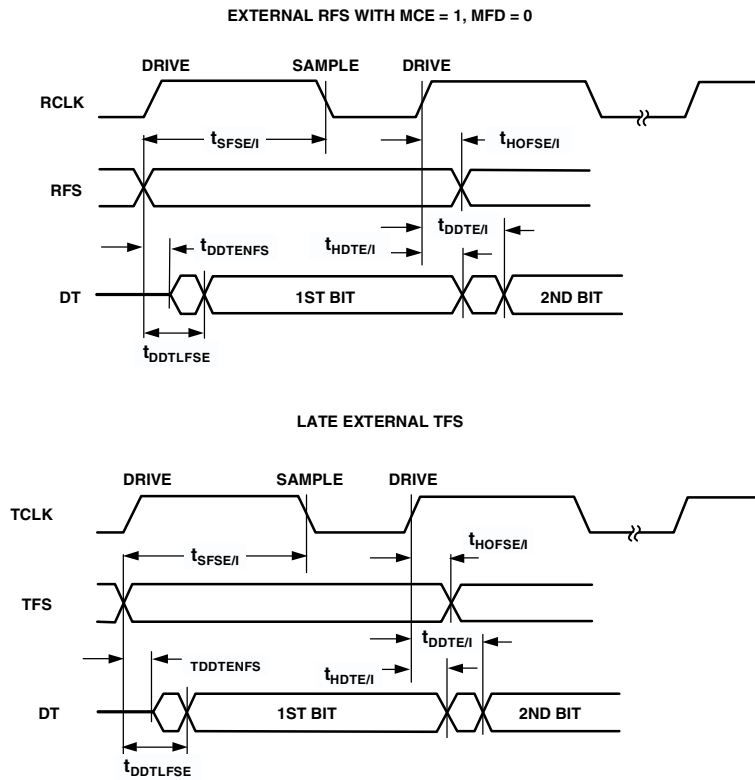 EXTERNAL RFS WITH MCE = 1, MFD = 0
DRIVE SAMPLE DRIVE
RCLK
tSFSE/I tHOFSE/I
RFS
tDDTE/I
tDDTENFS tHDTE/I
DT 1ST BIT 2ND BIT
tDDTLFSE
LATE EXTERNAL TFS
DRIVE SAMPLE DRIVE
TCLK
tSFSE/I tHOFSE/I
TFS
tDDTE/I
TDDTENFS tHDTE/I
DT 1ST BIT 2ND BIT
tDDTLFSE